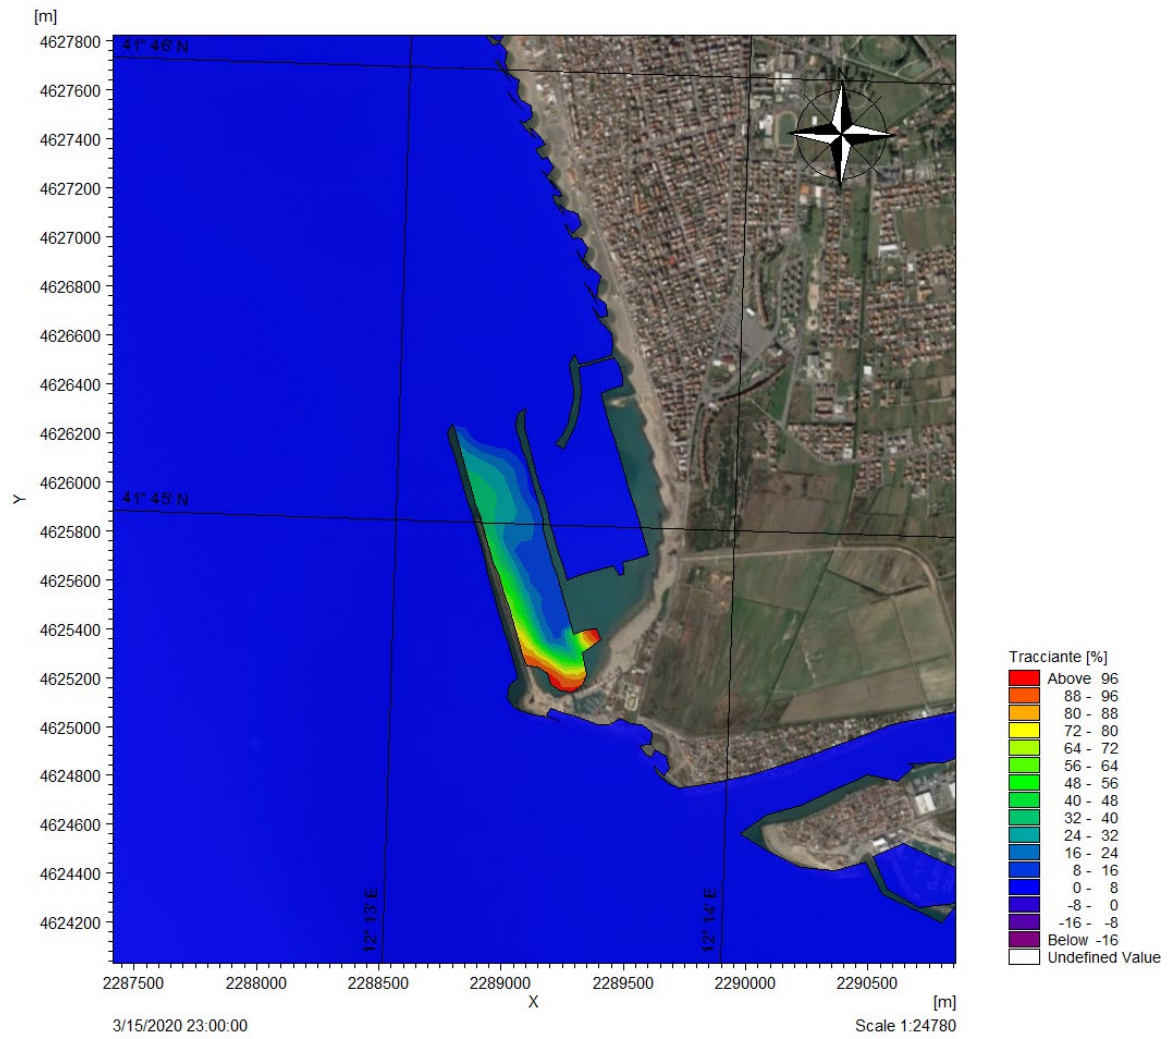 [m]
4627800
4627600
4627400
4627200
4627000
4626800
4626600
4626400
4626200
4626000
4625800
4625600
4625400
4625200
4625000
4624800
4624600
4624400
4624200
Y
41° 46' N
41° 45' N
12° 13' E
12° 14' E
N
2287500 2288000 2288500 2289000 2289500 2290000 2290500
X
[m]
3/15/2020 23:00:00
Scale 1:24780
Tracciante [%]
Above 96
88 - 96
80 - 88
72 - 80
64 - 72
56 - 64
48 - 56
40 - 48
32 - 40
24 - 32
16 - 24
8 - 16
0 - 8
-8 - 0
-16 - -8
Below -16
Undefined Value